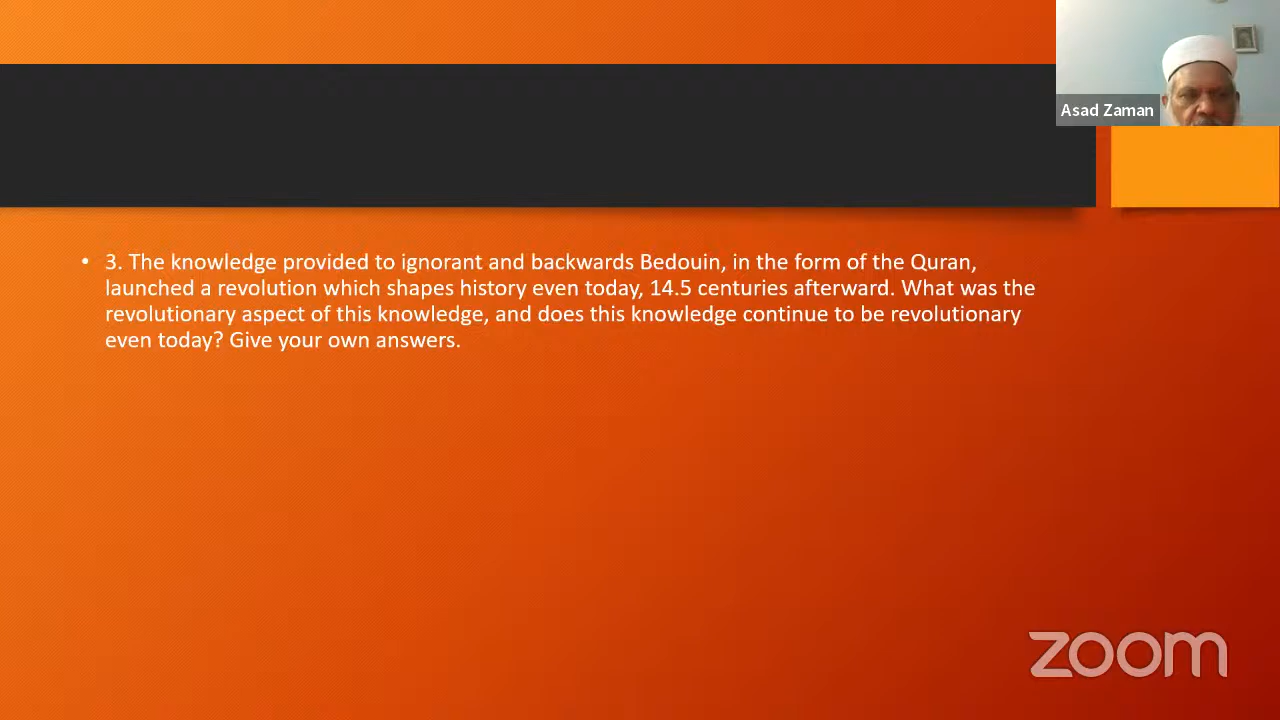 Asad Zaman
• 3. The knowledge provided to ignorant and backwards Bedouin, in the form of the Quran,
launched a revolution which shapes history even today, 14.5 centuries afterward. What was the
revolutionary aspect of this knowledge, and does this knowledge continue to be revolutionary
even today? Give your own answers.
zoom